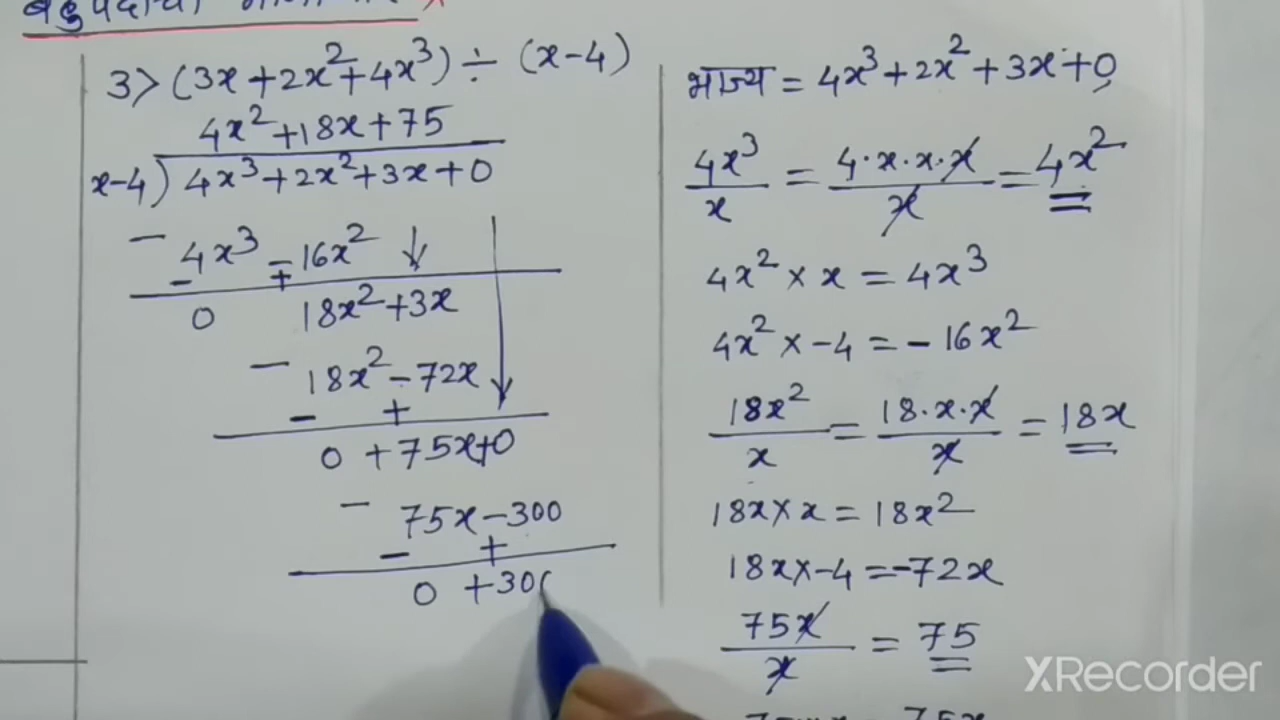 3> (3x+2x²+4x³) ÷ (x-4)
4x²+18x+75
x-4) 4x³+2x²+3x+0
- 4x³ -16x²
- +
0 18x²+3x
- 18x²-72x
- +
0 +75x+0
- 75x-300
- +
0 +300
भाज्य = 4x³+2x²+3x+0
4x³/x = 4·x·x·x/x = 4x²
4x² × x = 4x³
4x² × -4 = -16x²
18x²/x = 18·x·x/x = 18x
18x × x = 18x²
18x × -4 = -72x
75x/x = 75
XRecorder